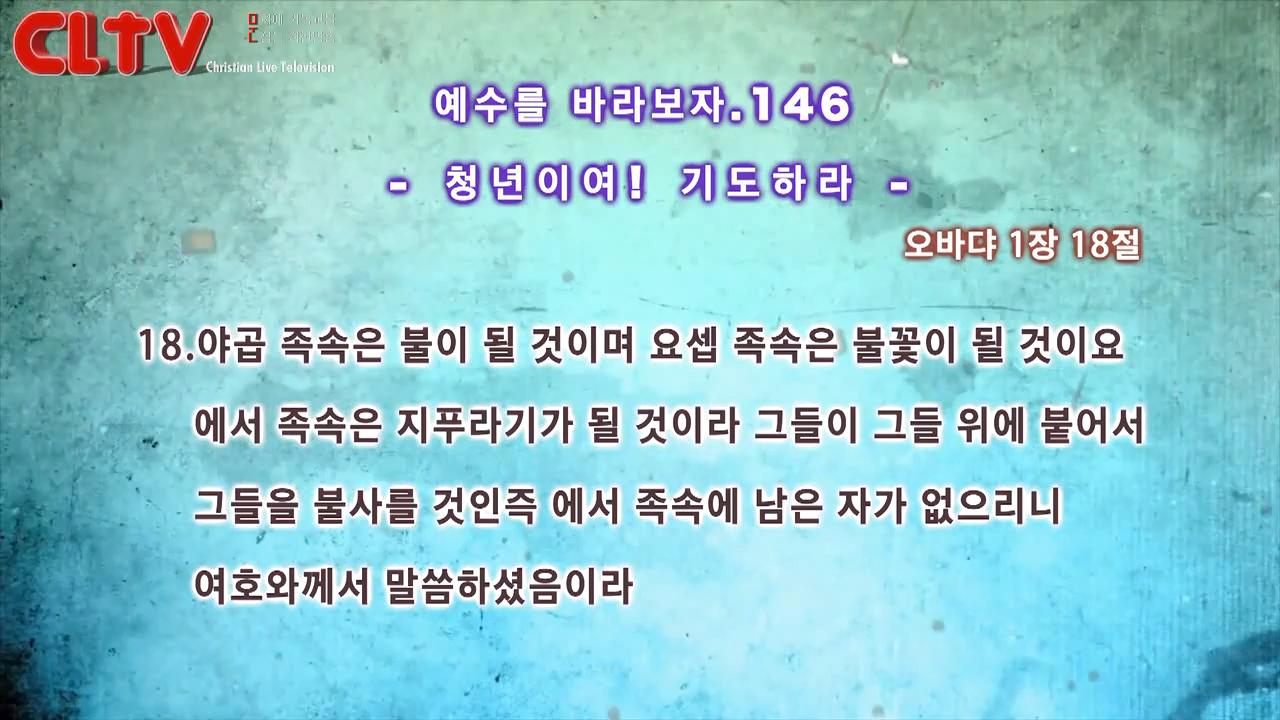 CLTV
Christian Live Television
예수를 바라보자.146
- 청년이여! 기도하라 -
오바댜 1장 18절
18.야곱 족속은 불이 될 것이며 요셉 족속은 불꽃이 될 것이요
에서 족속은 지푸라기가 될 것이라 그들이 그들 위에 붙어서
그들을 불사를 것인즉 에서 족속에 남은 자가 없으리니
여호와께서 말씀하셨음이라